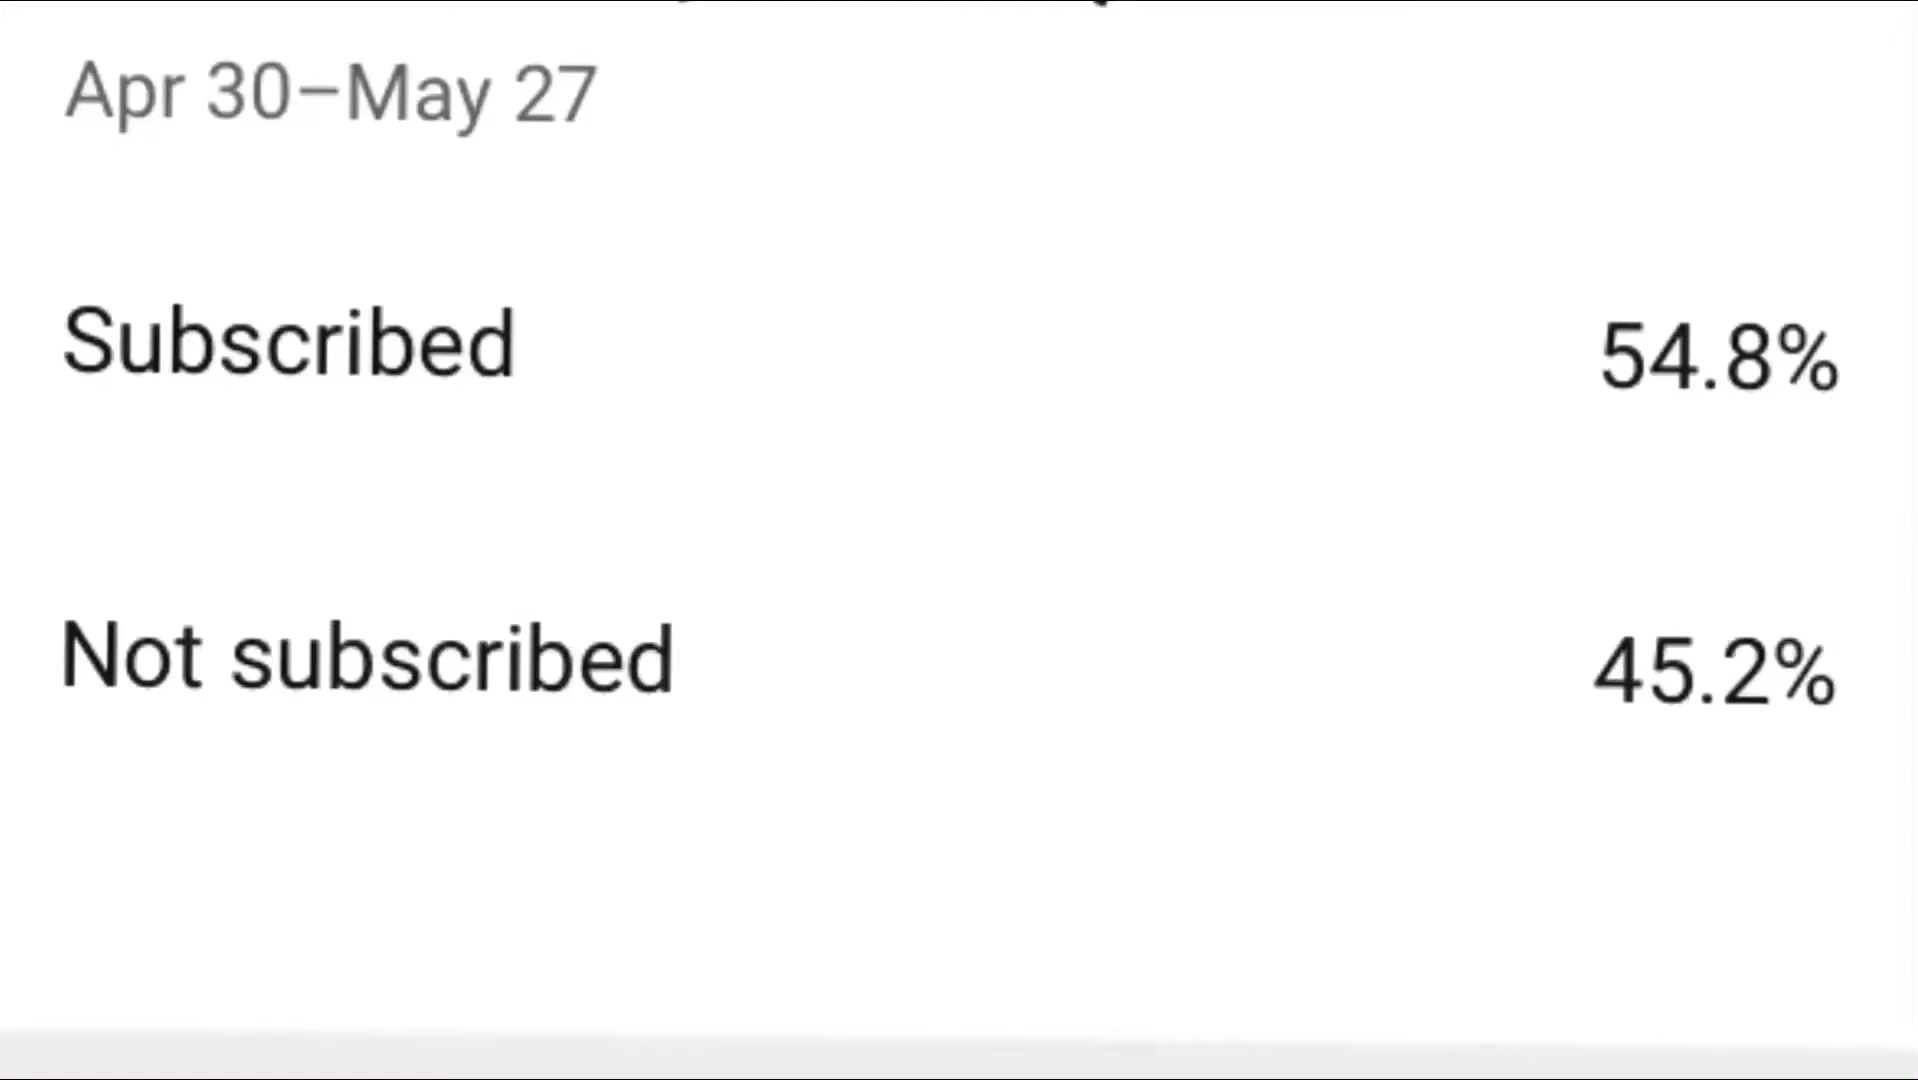 Apr 30–May 27
Subscribed 54.8%
Not subscribed 45.2%